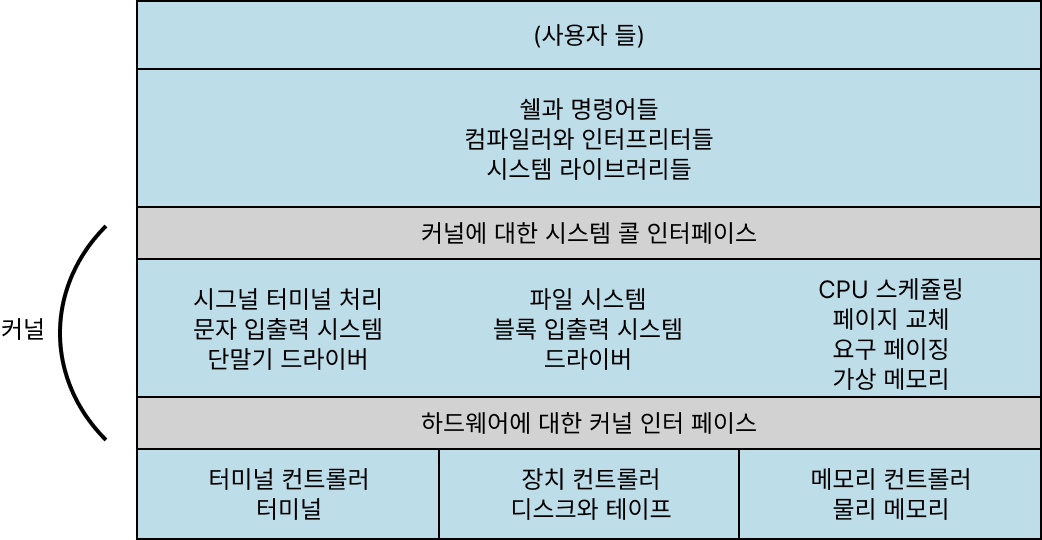 (사용자 들)
쉘과 명령어들
컴파일러와 인터프리터들
시스템 라이브러리들
커널에 대한 시스템 콜 인터페이스
커널
시그널 터미널 처리
문자 입출력 시스템
단말기 드라이버
파일 시스템
블록 입출력 시스템
드라이버
CPU 스케쥴링
페이지 교체
요구 페이징
가상 메모리
하드웨어에 대한 커널 인터 페이스
터미널 컨트롤러
터미널
장치 컨트롤러
디스크와 테이프
메모리 컨트롤러
물리 메모리